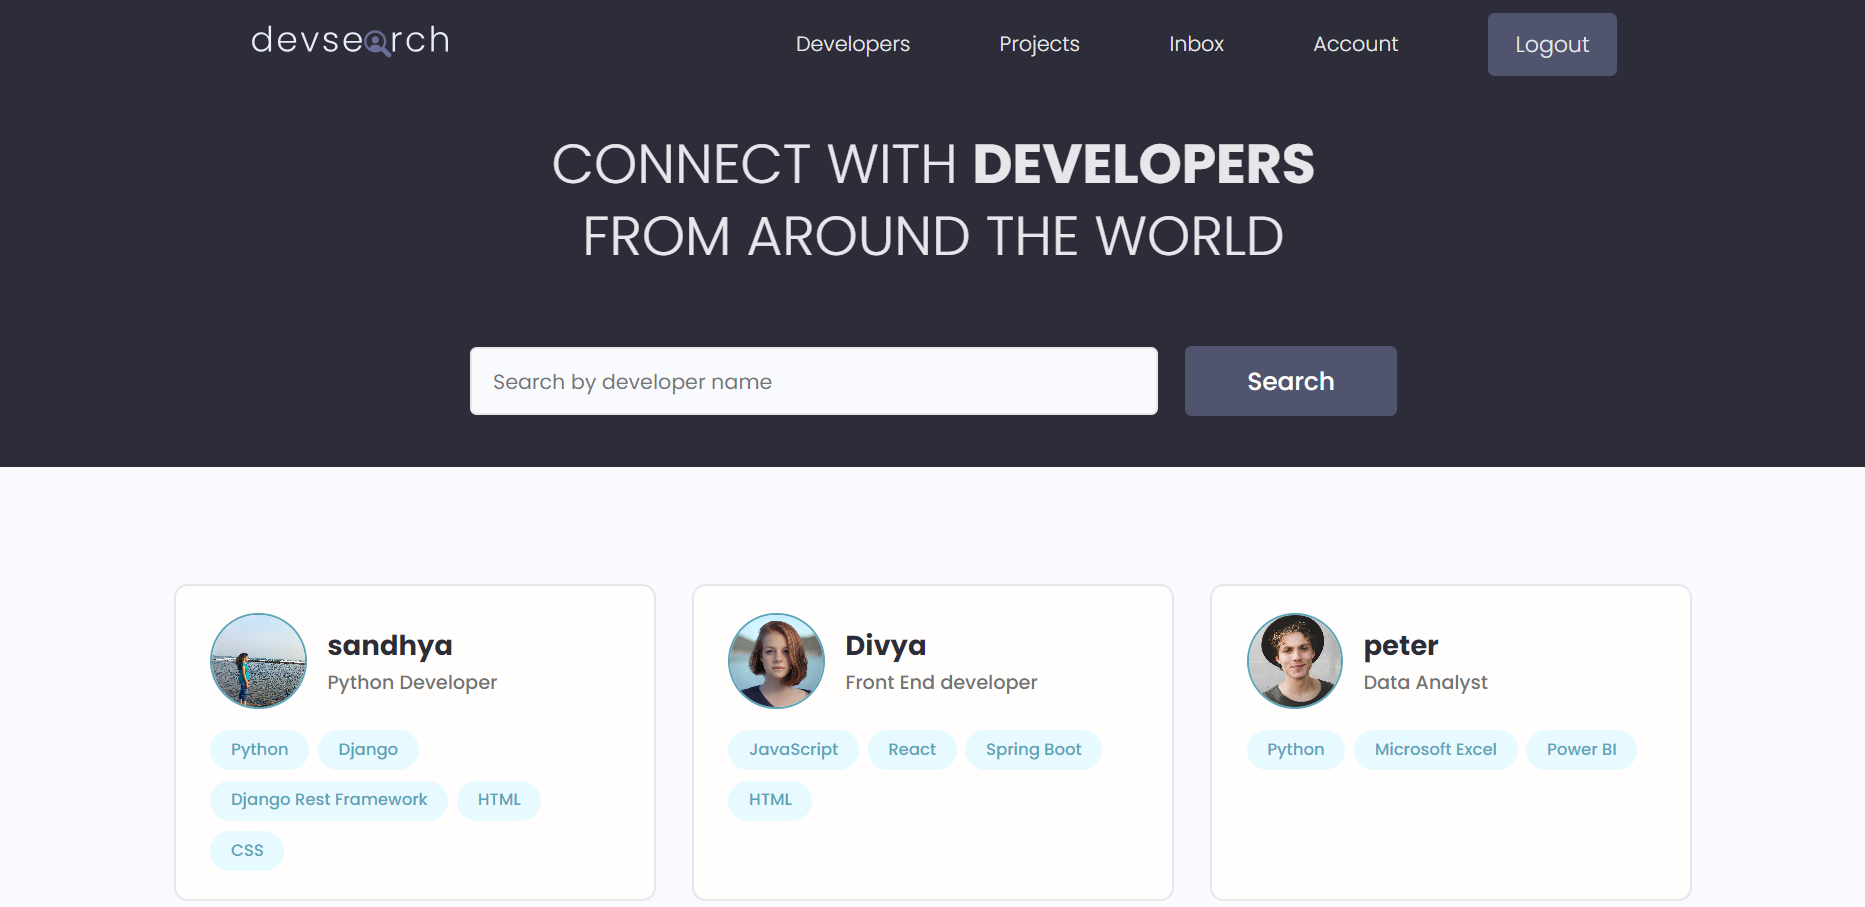 devsearch
Developers Projects Inbox Account Logout
CONNECT WITH DEVELOPERS
FROM AROUND THE WORLD
Search by developer name
Search
sandhya
Python Developer
Python Django
Django Rest Framework HTML
CSS
Divya
Front End developer
JavaScript React Spring Boot
HTML
peter
Data Analyst
Python Microsoft Excel Power BI